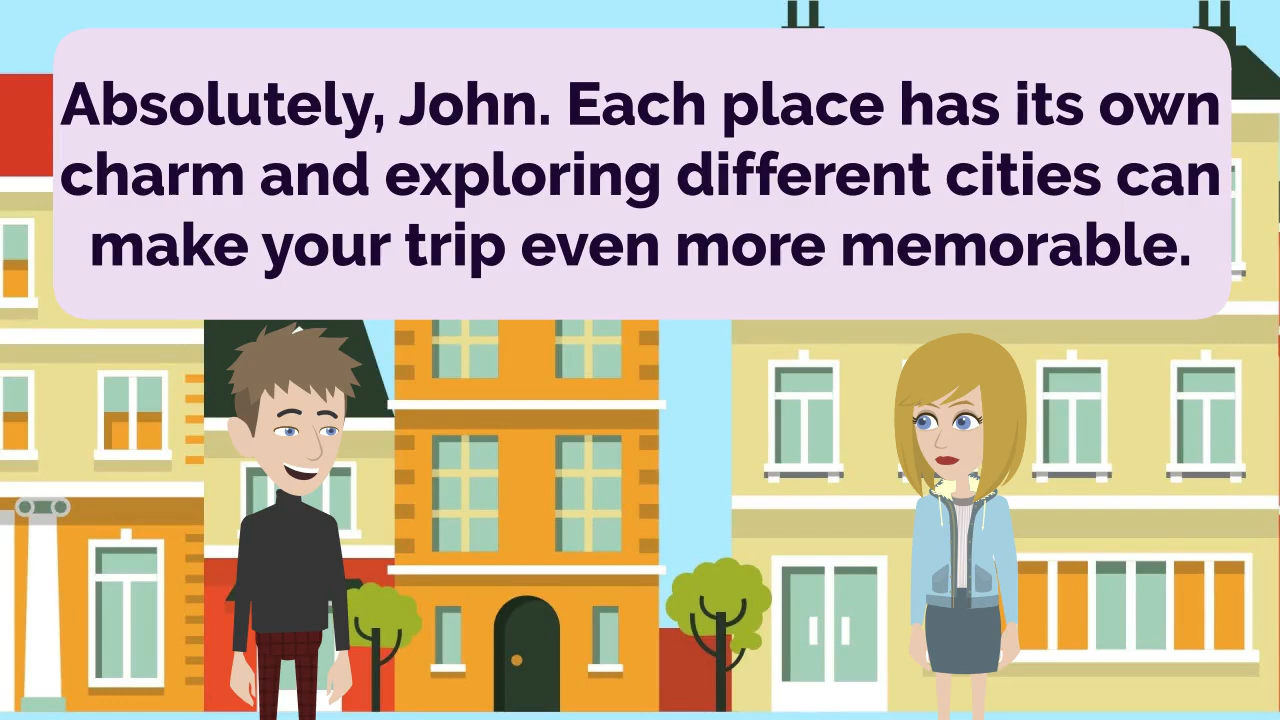 Absolutely, John. Each place has its own
charm and exploring different cities can
make your trip even more memorable.